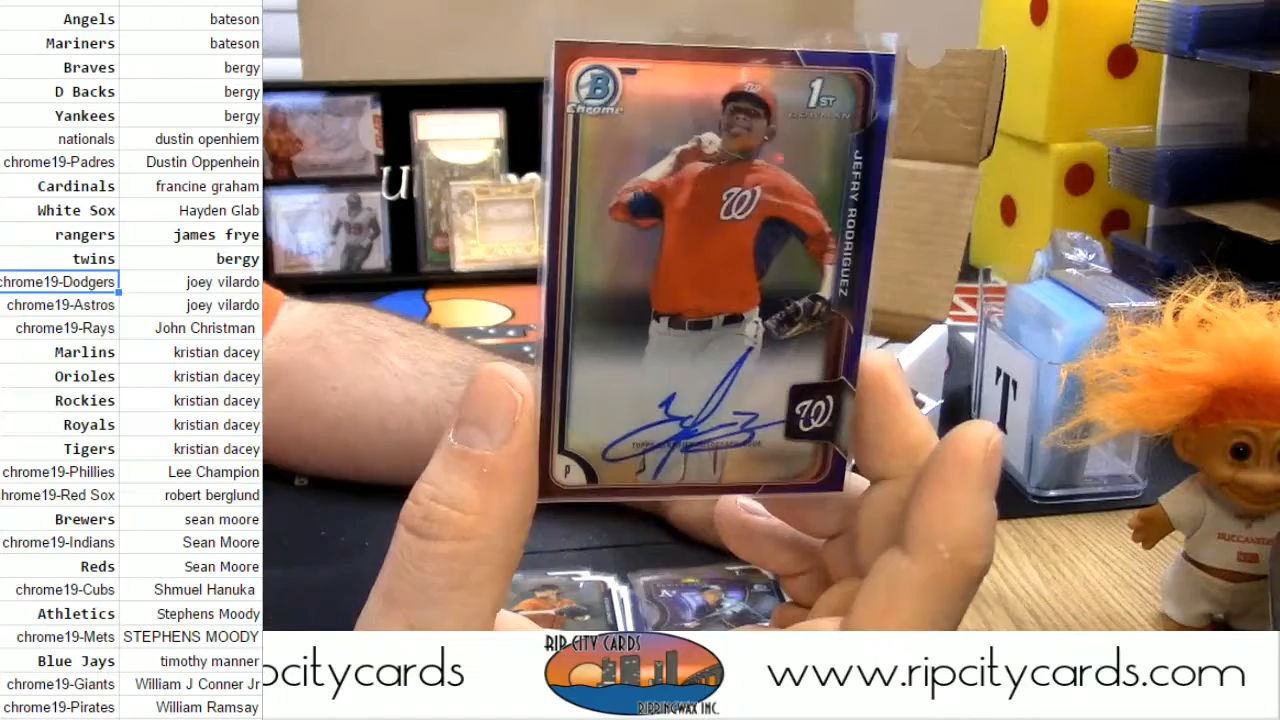 Angels bateson
Mariners bateson
Braves bergy
D Backs bergy
Yankees bergy
nationals dustin openhiem
chrome19-Padres Dustin Oppenhein
Cardinals francine graham
White Sox Hayden Glab
rangers james frye
twins bergy
chrome19-Dodgers joey vilardo
chrome19-Astros joey vilardo
chrome19-Rays John Christman
Marlins kristian dacey
Orioles kristian dacey
Rockies kristian dacey
Royals kristian dacey
Tigers kristian dacey
chrome19-Phillies Lee Champion
chrome19-Red Sox robert berglund
Brewers sean moore
chrome19-Indians Sean Moore
Reds Sean Moore
chrome19-Cubs Shmuel Hanuka
Athletics Stephens Moody
chrome19-Mets STEPHENS MOODY
Blue Jays timothy manner
chrome19-Giants William J Conner Jr
chrome19-Pirates William Ramsay
B
Chrome
1ST
BOWMAN
JEFRY RODRIGUEZ
W
W
W
P
T
BUCCANEERS
pcitycards
RIP CITY CARDS
RIPPINGWAX INC.
www.ripcitycards.com